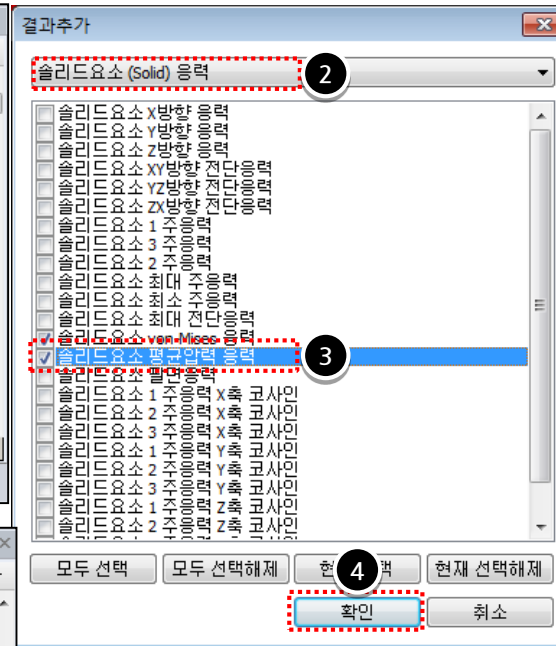 결과추가
솔리드요소 (Solid) 응력
2
솔리드요소 X방향 응력
솔리드요소 Y방향 응력
솔리드요소 Z방향 응력
솔리드요소 XY방향 전단응력
솔리드요소 YZ방향 전단응력
솔리드요소 ZX방향 전단응력
솔리드요소 1 주응력
솔리드요소 3 주응력
솔리드요소 2 주응력
솔리드요소 최대 주응력
솔리드요소 최소 주응력
솔리드요소 최대 전단응력
솔리드요소 von-Mises 응력
솔리드요소 평균압력 응력
3
솔리드요소 팔면응력
솔리드요소 1 주응력 X축 코사인
솔리드요소 2 주응력 X축 코사인
솔리드요소 3 주응력 X축 코사인
솔리드요소 1 주응력 Y축 코사인
솔리드요소 2 주응력 Y축 코사인
솔리드요소 3 주응력 Y축 코사인
솔리드요소 1 주응력 Z축 코사인
솔리드요소 2 주응력 Z축 코사인
모두 선택 모두 선택해제 현재 선택해제
4
확인 취소